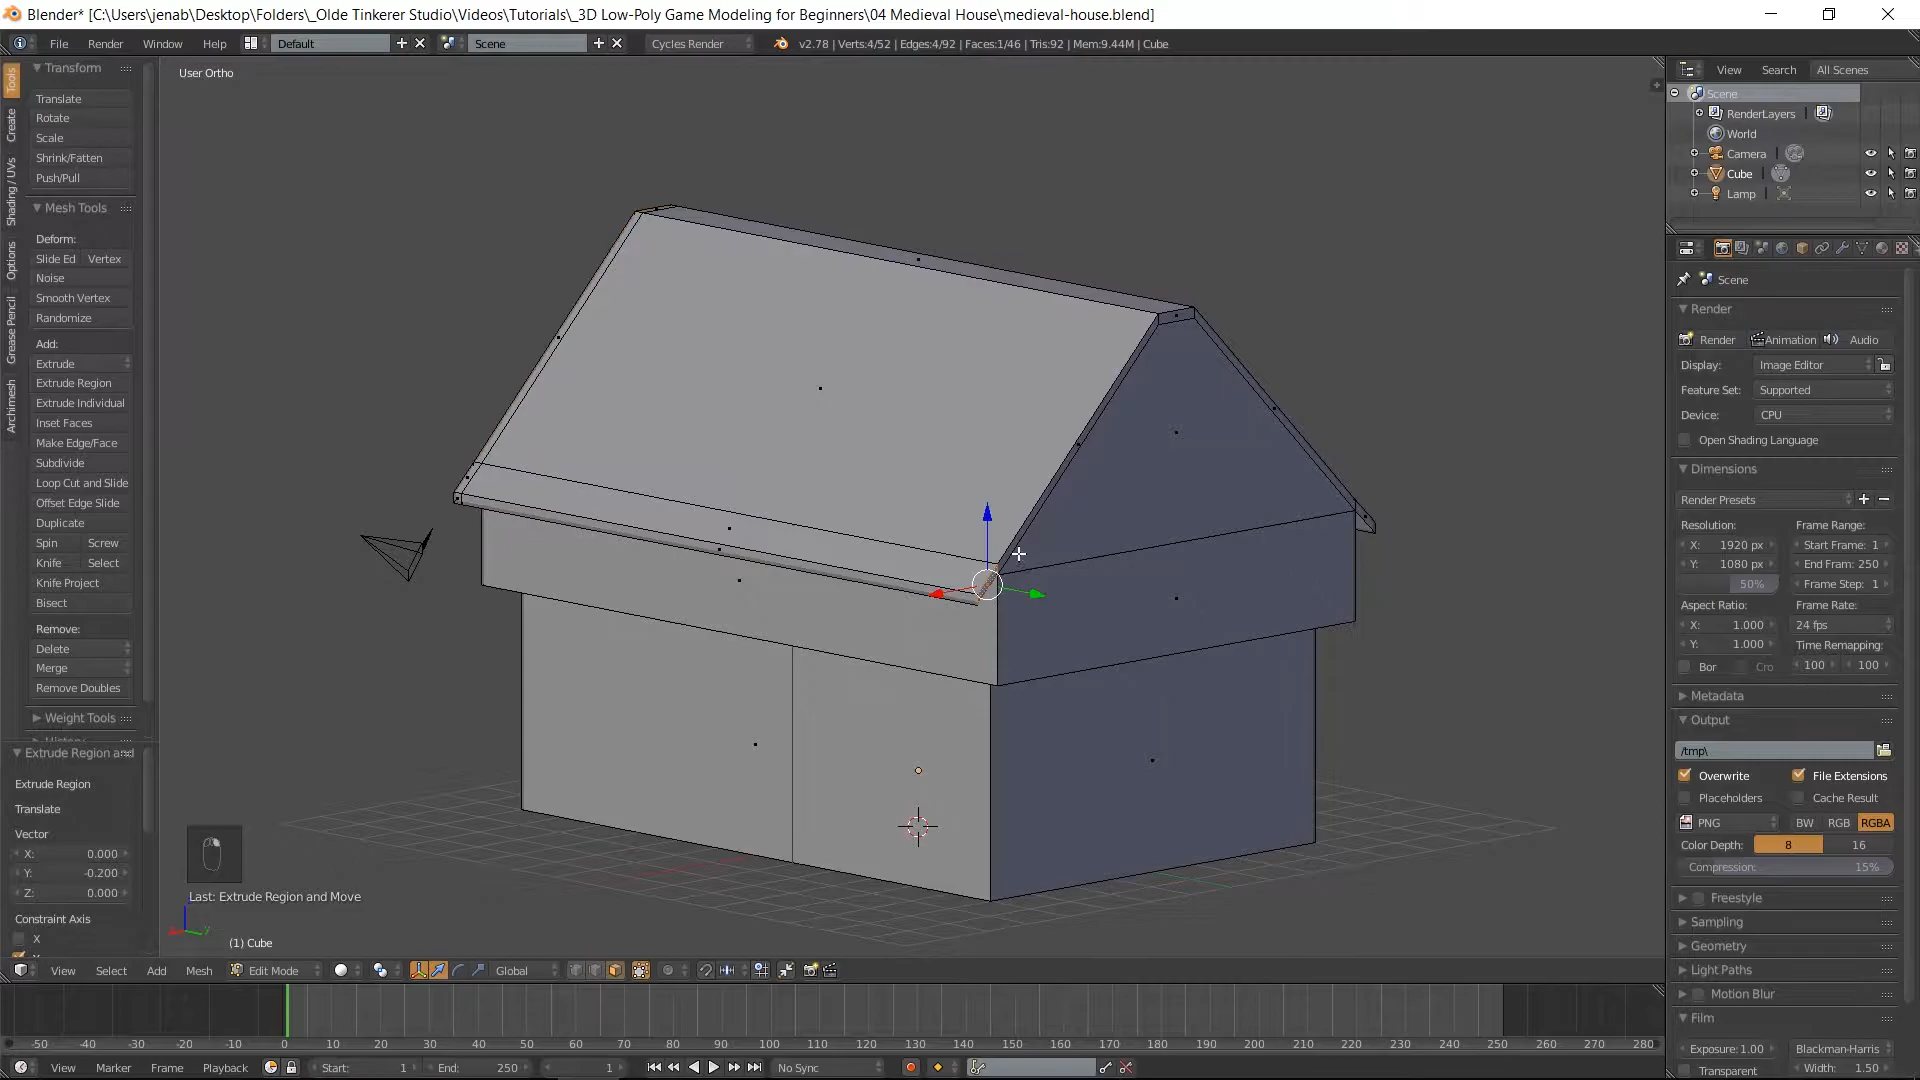 Blender* [C:\Users\jenab\Desktop\Folders\_Olde Tinkerer Studio\Videos\Tutorials\_3D Low-Poly Game Modeling for Beginners\04 Medieval House\medieval-house.blend]
File Render Window Help Default Scene Cycles Render v2.78 | Verts:4/52 | Edges:4/92 | Faces:1/46 | Tris:92 | Mem:9.44M | Cube
Tools
Create
Shading / UVs
Options
Grease Pencil
Archimesh
Transform
Translate
Rotate
Scale
Shrink/Fatten
Push/Pull
Mesh Tools
Deform:
Slide Ed Vertex
Noise
Smooth Vertex
Randomize
Add:
Extrude
Extrude Region
Extrude Individual
Inset Faces
Make Edge/Face
Subdivide
Loop Cut and Slide
Offset Edge Slide
Duplicate
Spin Screw
Knife Select
Knife Project
Bisect
Remove:
Delete
Merge
Remove Doubles
Weight Tools
Extrude Region and
Extrude Region
Translate
Vector
X: 0.000
Y: -0.200
Z: 0.000
Constraint Axis
X
User Ortho
Last: Extrude Region and Move
(1) Cube
View Select Add Mesh Edit Mode Global
-50 -40 -30 -20 -10 0 10 20 30 40 50 60 70 80 90 100 110 120 130 140 150 160 170 180 190 200 210 220 230 240 250 260 270 280
View Marker Frame Playback Start: 1 End: 250 1 No Sync
View Search All Scenes
Scene
RenderLayers
World
Camera
Cube
Lamp
Scene
Render
Render Animation Audio
Display: Image Editor
Feature Set: Supported
Device: CPU
Open Shading Language
Dimensions
Render Presets
Resolution: Frame Range:
X: 1920 px Start Frame: 1
Y: 1080 px End Fram: 250
50% Frame Step: 1
Aspect Ratio: Frame Rate:
X: 1.000 24 fps
Y: 1.000 Time Remapping:
Bor Cro 100 100
Metadata
Output
/tmp\
Overwrite File Extensions
Placeholders Cache Result
PNG BW RGB RGBA
Color Depth: 8 16
Compression: 15%
Freestyle
Sampling
Geometry
Light Paths
Motion Blur
Film
Exposure: 1.00 Blackman-Harris
Transparent Width: 1.50